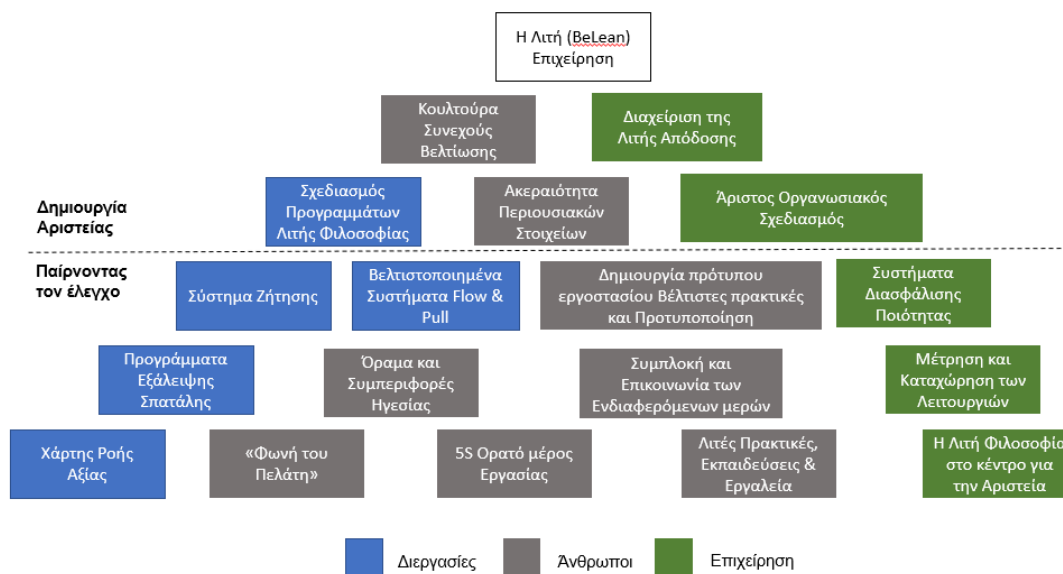 Η Λιτή (BeLean)
Επιχείρηση
Κουλτούρα
Συνεχούς
Βελτίωσης
Διαχείριση της
Λιτής Απόδοσης
Δημιουργία
Αριστείας
Σχεδιασμός
Προγραμμάτων
Λιτής Φιλοσοφίας
Ακεραιότητα
Περιουσιακών
Στοιχείων
Άριστος Οργανωσιακός
Σχεδιασμός
Παίρνοντας
τον έλεγχο
Σύστημα Ζήτησης
Βελτιστοποιημένα
Συστήματα Flow &
Pull
Δημιουργία πρότυπου
εργοστασίου Βέλτιστες πρακτικές
και Προτυποποίηση
Συστήματα
Διασφάλισης
Ποιότητας
Προγράμματα
Εξάλειψης
Σπατάλης
Όραμα και
Συμπεριφορές
Ηγεσίας
Συμπλοκή και
Επικοινωνία των
Ενδιαφερόμενων μερών
Μέτρηση και
Καταχώρηση των
Λειτουργιών
Χάρτης Ροής
Αξίας
«Φωνή του
Πελάτη»
5S Ορατό μέρος
Εργασίας
Λιτές Πρακτικές,
Εκπαιδεύσεις &
Εργαλεία
Η Λιτή Φιλοσοφία
στο κέντρο για
την Αριστεία
Διεργασίες
Άνθρωποι
Επιχείρηση